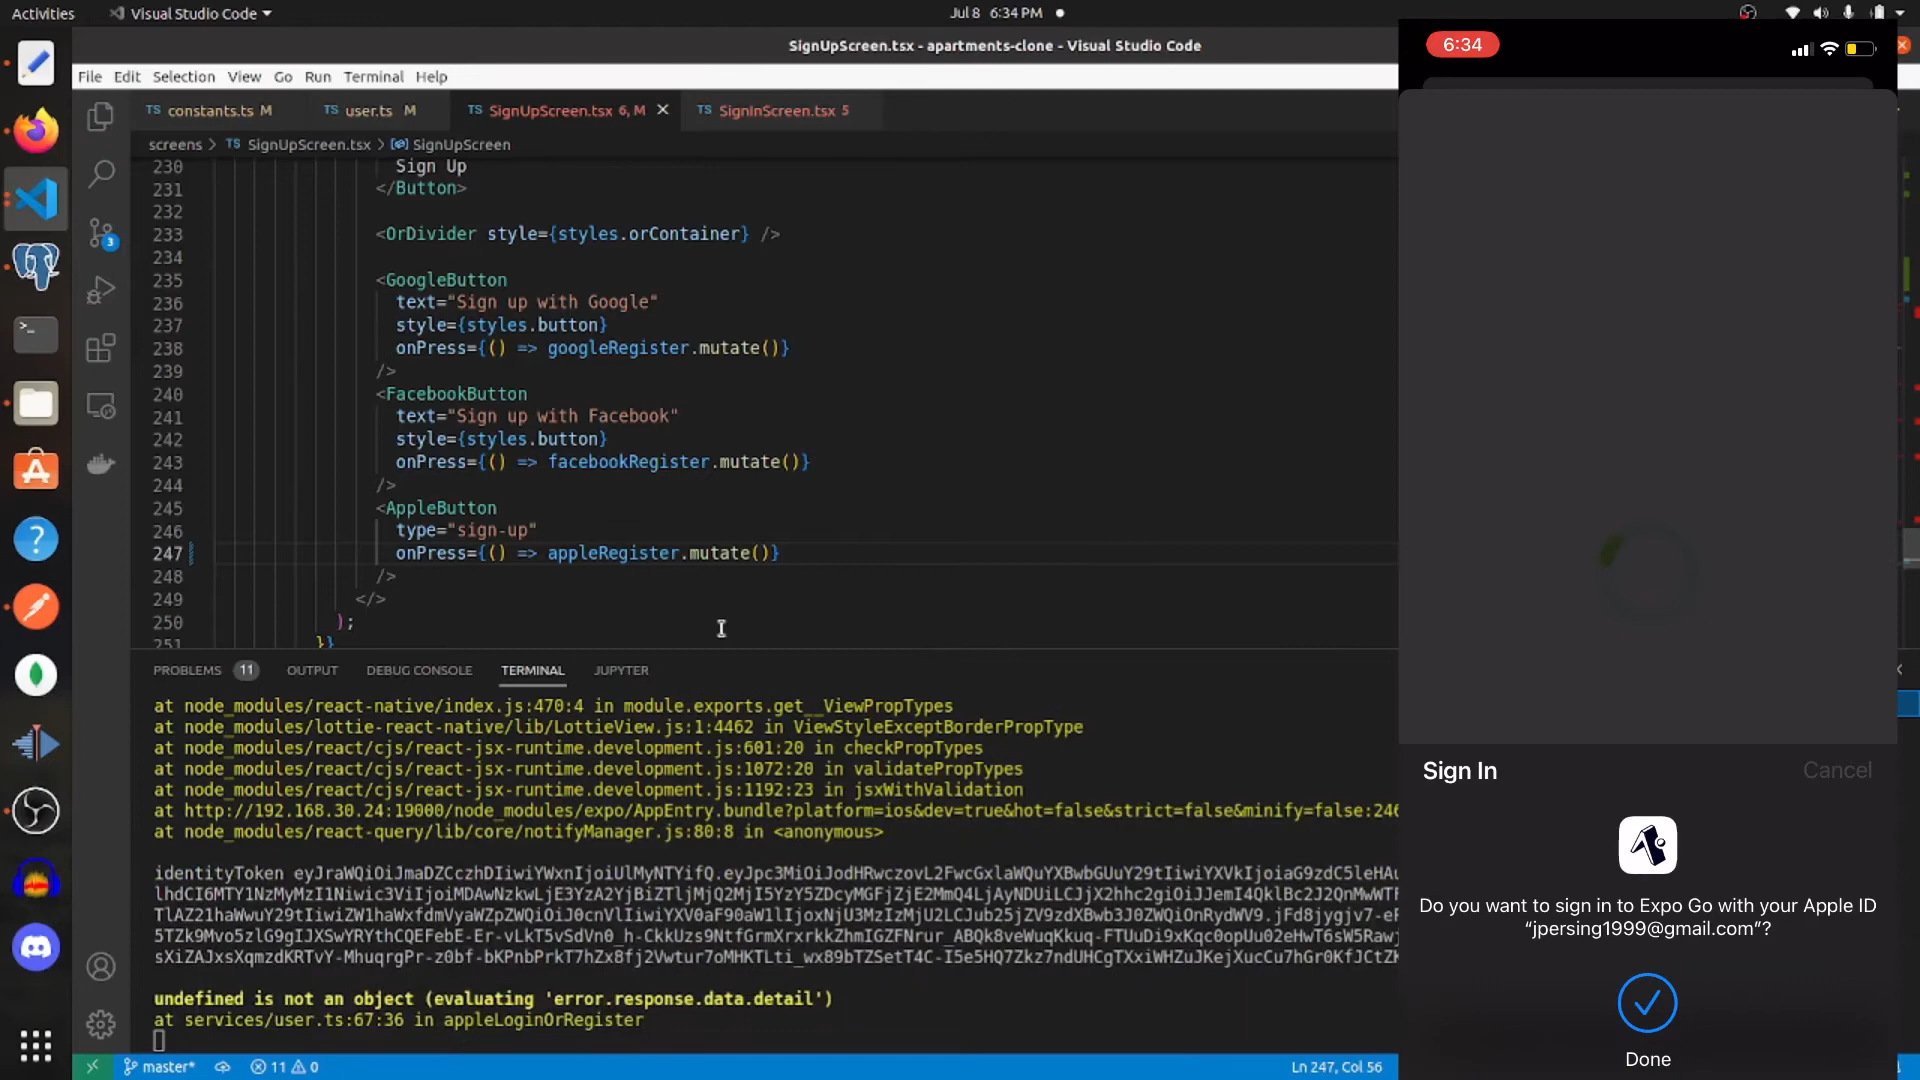 Activities
Visual Studio Code
Jul 8 6:34 PM
SignUpScreen.tsx - apartments-clone - Visual Studio Code
File Edit Selection View Go Run Terminal Help
TS constants.ts M
TS user.ts M
TS SignUpScreen.tsx 6, M
TS SignInScreen.tsx 5
screens > TS SignUpScreen.tsx > SignUpScreen
230 Sign Up
231 </Button>
232
233 <OrDivider style={styles.orContainer} />
234
235 <GoogleButton
236 text="Sign up with Google"
237 style={styles.button}
238 onPress={() => googleRegister.mutate()}
239 />
240 <FacebookButton
241 text="Sign up with Facebook"
242 style={styles.button}
243 onPress={() => facebookRegister.mutate()}
244 />
245 <AppleButton
246 type="sign-up"
247 onPress={() => appleRegister.mutate()}
248 />
249 </>
250 );
251 }}
3
PROBLEMS 11 OUTPUT DEBUG CONSOLE TERMINAL JUPYTER
at node_modules/react-native/index.js:470:4 in module.exports.get__ViewPropTypes
at node_modules/lottie-react-native/lib/LottieView.js:1:4462 in ViewStyleExceptBorderPropType
at node_modules/react/cjs/react-jsx-runtime.development.js:601:20 in checkPropTypes
at node_modules/react/cjs/react-jsx-runtime.development.js:1072:20 in validatePropTypes
at node_modules/react/cjs/react-jsx-runtime.development.js:1192:23 in jsxWithValidation
at http://192.168.30.24:19000/node_modules/expo/AppEntry.bundle?platform=ios&dev=true&hot=false&strict=false&minify=false:246
at node_modules/react-query/lib/core/notifyManager.js:80:8 in <anonymous>
identityToken
undefined is not an object (evaluating 'error.response.data.detail')
at services/user.ts:67:36 in appleLoginOrRegister
master*
11 0
Ln 247, Col 56
6:34
Sign In
Cancel
Do you want to sign in to Expo Go with your Apple ID
“jpersing1999@gmail.com”?
Done